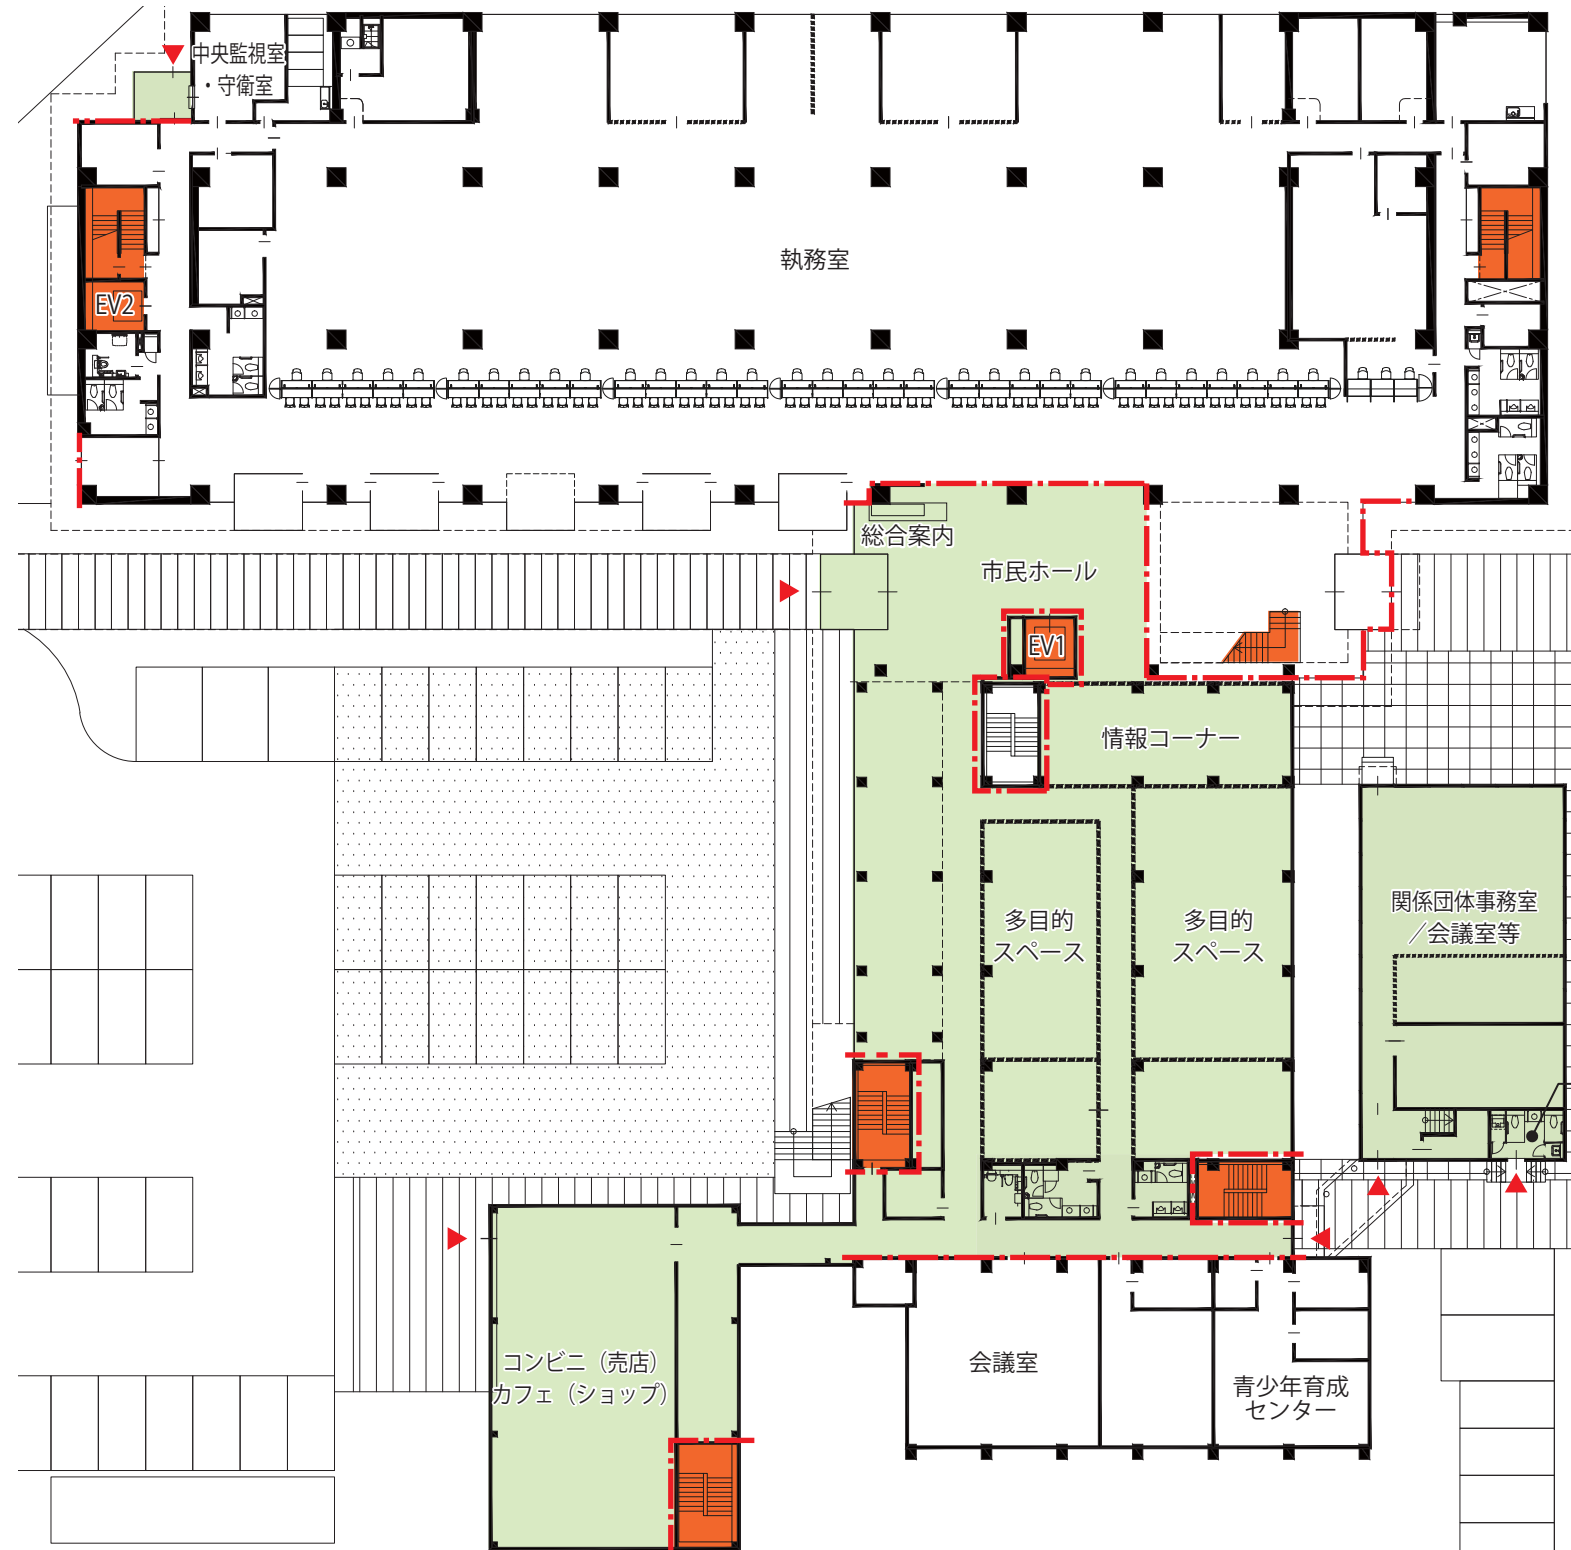 中央監視室
・守衛室
執務室
EV2
総合案内
市民ホール
EV1
情報コーナー
多目的
スペース
多目的
スペース
関係団体事務室
／会議室等
コンビニ（売店）
カフェ（ショップ）
会議室
青少年育成
センター